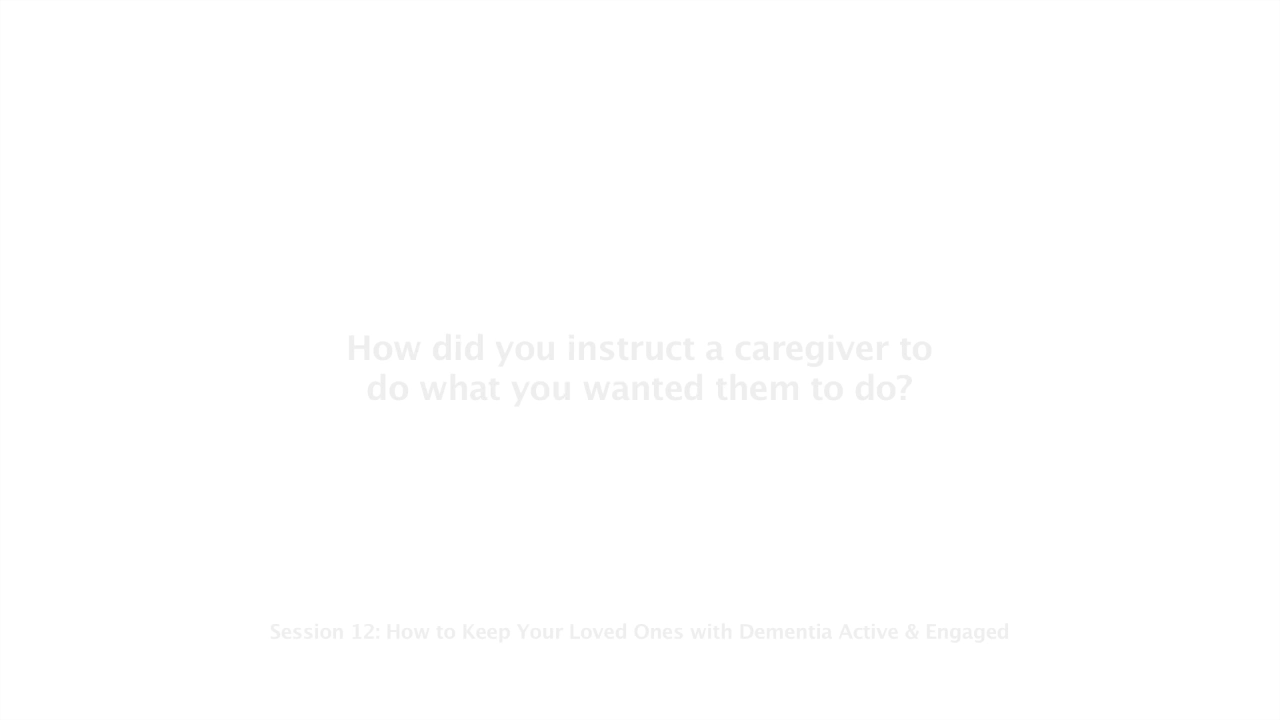 How did you instruct a caregiver to
do what you wanted them to do?
Session 12: How to Keep Your Loved Ones with Dementia Active & Engaged